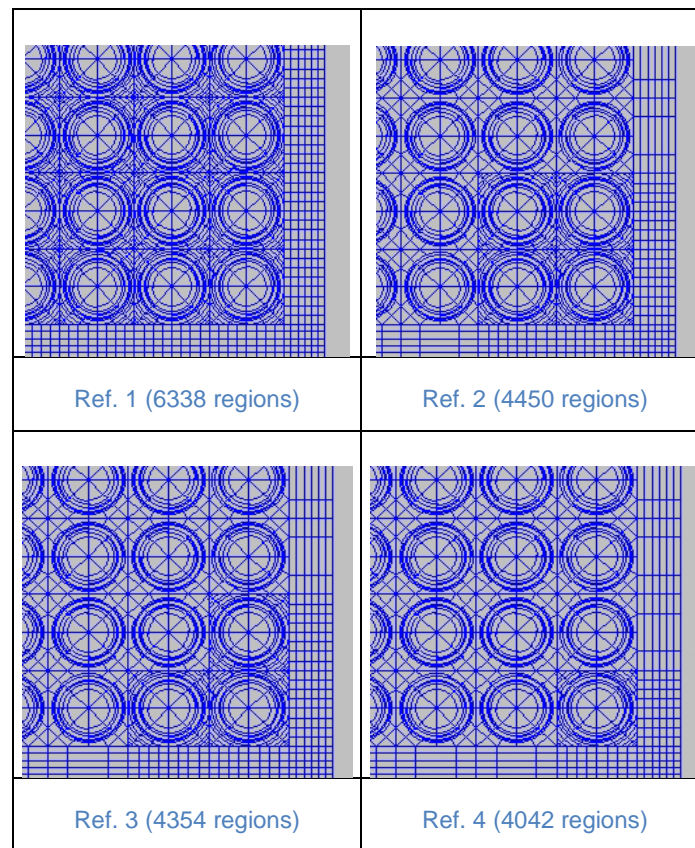 Ref. 1 (6338 regions)
Ref. 2 (4450 regions)
Ref. 3 (4354 regions)
Ref. 4 (4042 regions)